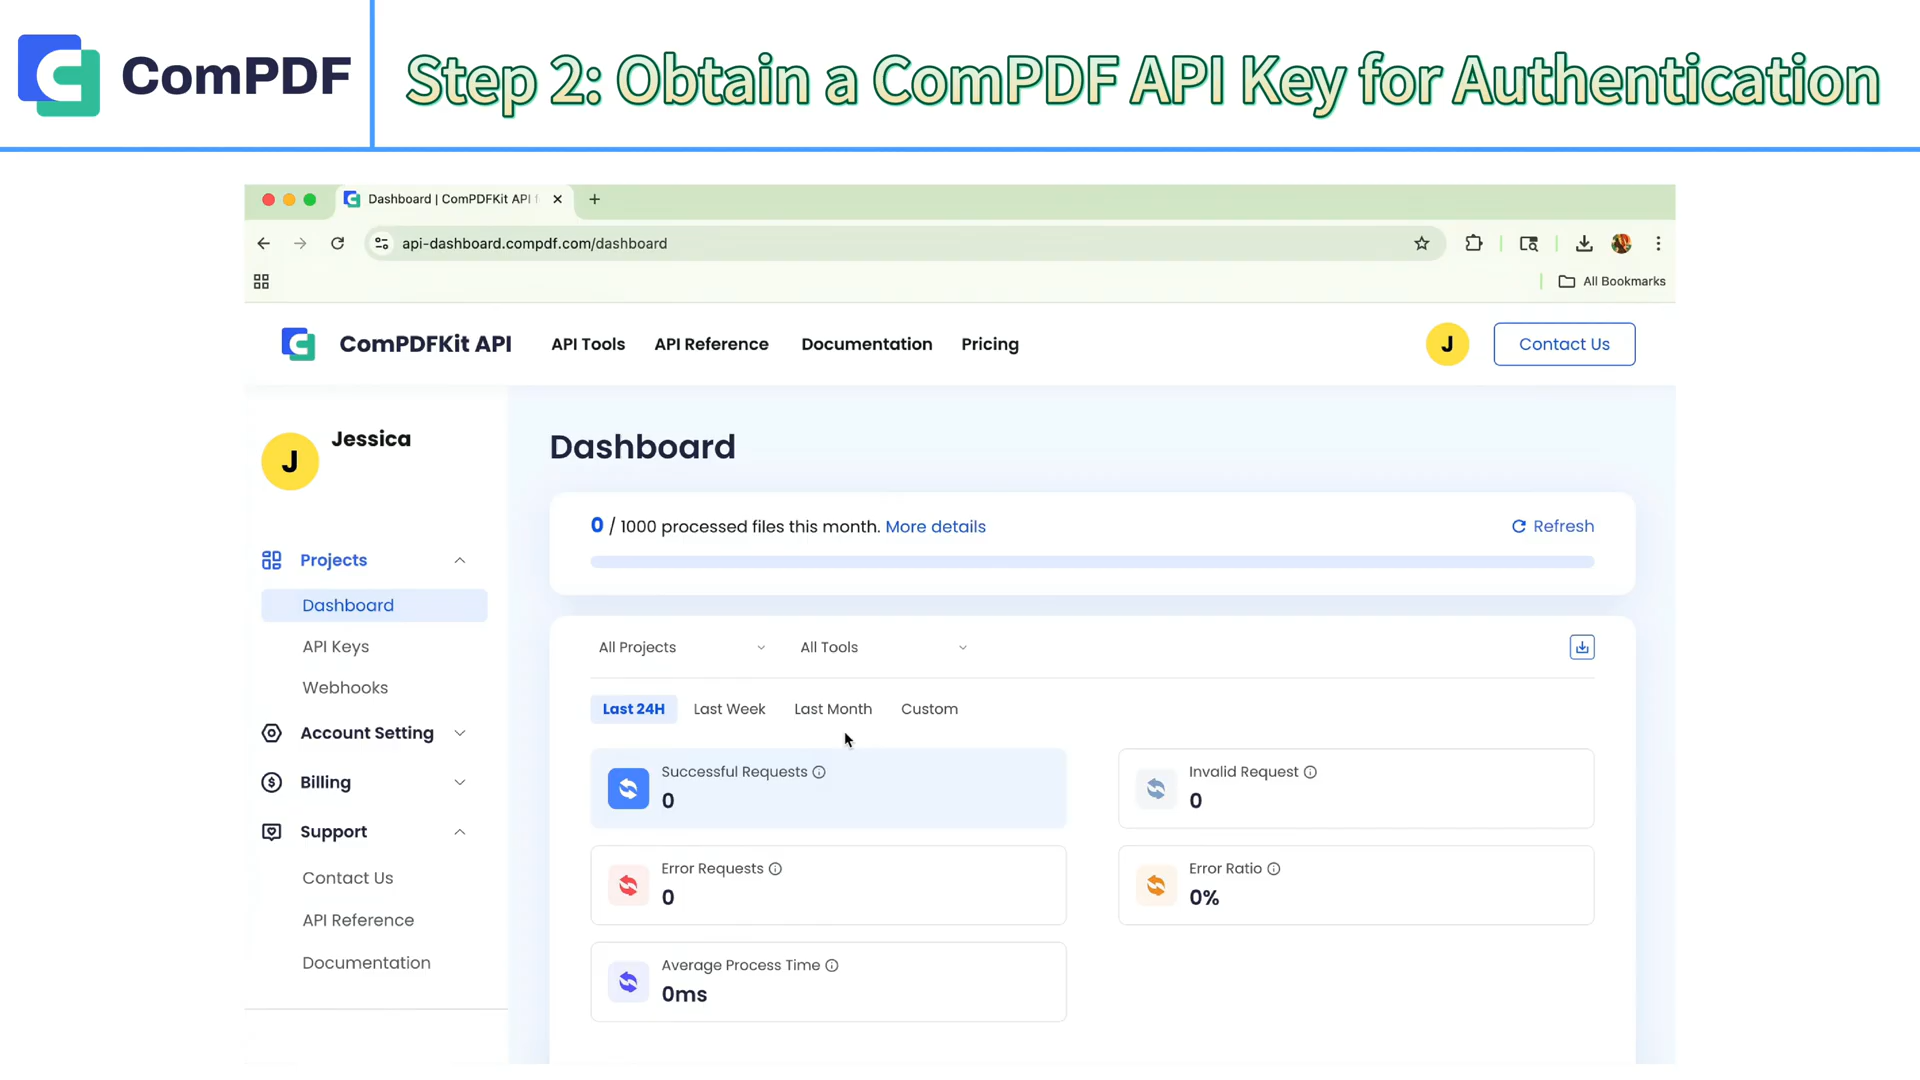 ComPDF
Step 2: Obtain a ComPDF API Key for Authentication
Dashboard | ComPDFKit API
api-dashboard.compdf.com/dashboard
All Bookmarks
ComPDFKit API
API Tools
API Reference
Documentation
Pricing
J
Contact Us
J
Jessica
Projects
Dashboard
API Keys
Webhooks
Account Setting
Billing
Support
Contact Us
API Reference
Documentation
Dashboard
0 / 1000 processed files this month. More details
Refresh
All Projects
All Tools
Last 24H
Last Week
Last Month
Custom
Successful Requests
0
Invalid Request
0
Error Requests
0
Error Ratio
0%
Average Process Time
0ms